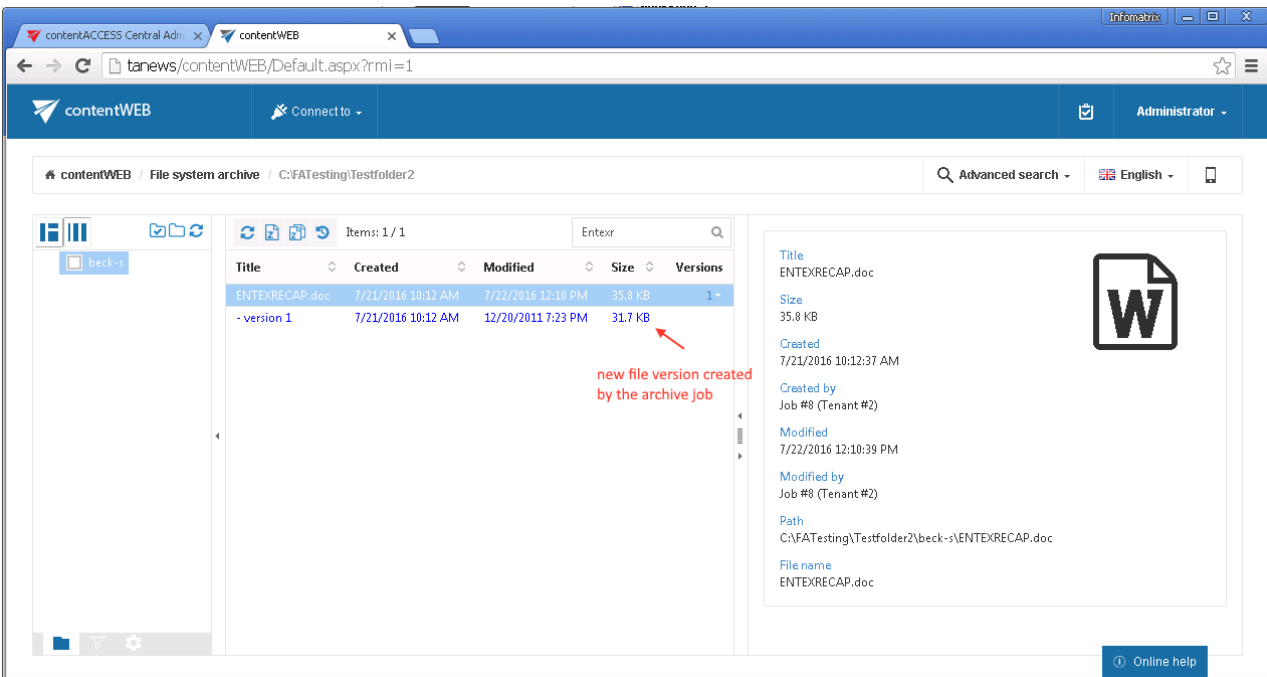 Infomatrix
contentACCESS Central Adm
contentWEB
tanews/contentWEB/Default.aspx?rmi=1
contentWEB
Connect to
Administrator
contentWEB / File system archive / C:\FATesting\Testfolder2
Advanced search
English
Items: 1 / 1
Entexr
beck-s
Title Created Modified Size Versions
ENTEXRECAP.doc 7/21/2016 10:12 AM 7/22/2016 12:10 PM 35.8 KB 1
- version 1 7/21/2016 10:12 AM 12/20/2011 7:23 PM 31.7 KB
new file version created
by the archive job
Title
ENTEXRECAP.doc
Size
35.8 KB
Created
7/21/2016 10:12:37 AM
Created by
Job #8 (Tenant #2)
Modified
7/22/2016 12:10:39 PM
Modified by
Job #8 (Tenant #2)
Path
C:\FATesting\Testfolder2\beck-s\ENTEXRECAP.doc
File name
ENTEXRECAP.doc
W
Online help